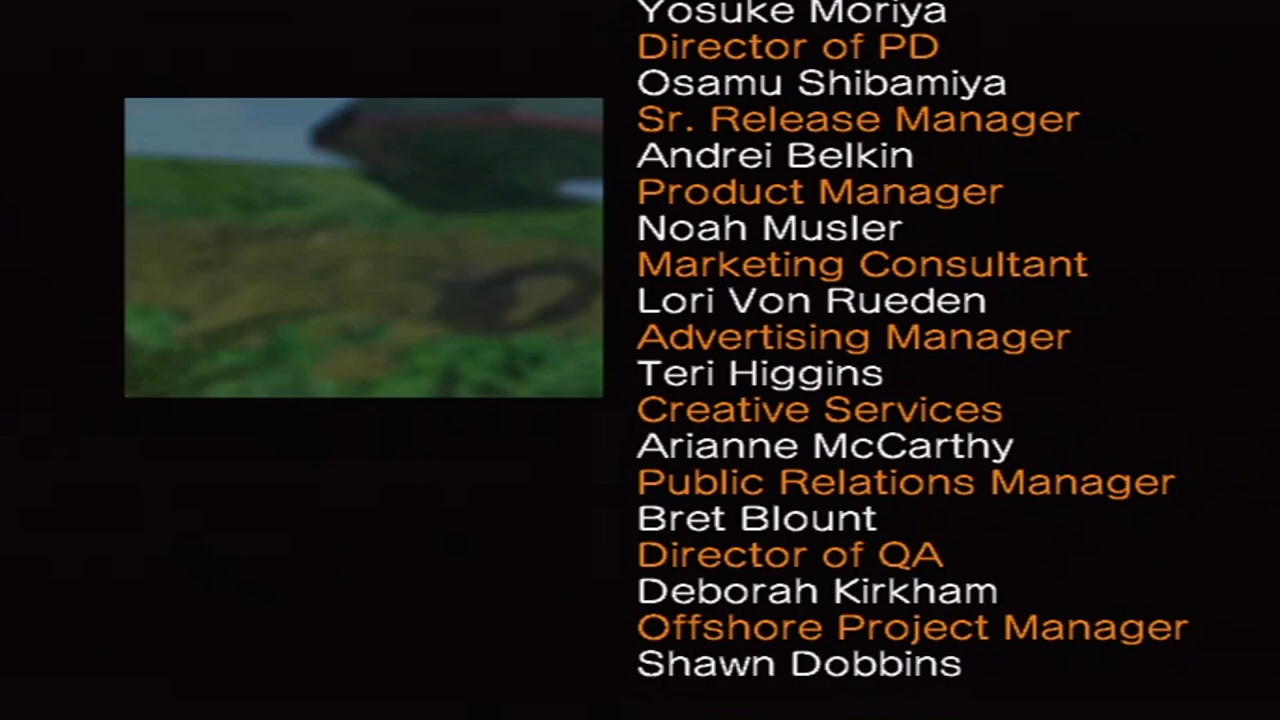 Yosuke Moriya
Director of PD
Osamu Shibamiya
Sr. Release Manager
Andrei Belkin
Product Manager
Noah Musler
Marketing Consultant
Lori Von Rueden
Advertising Manager
Teri Higgins
Creative Services
Arianne McCarthy
Public Relations Manager
Bret Blount
Director of QA
Deborah Kirkham
Offshore Project Manager
Shawn Dobbins